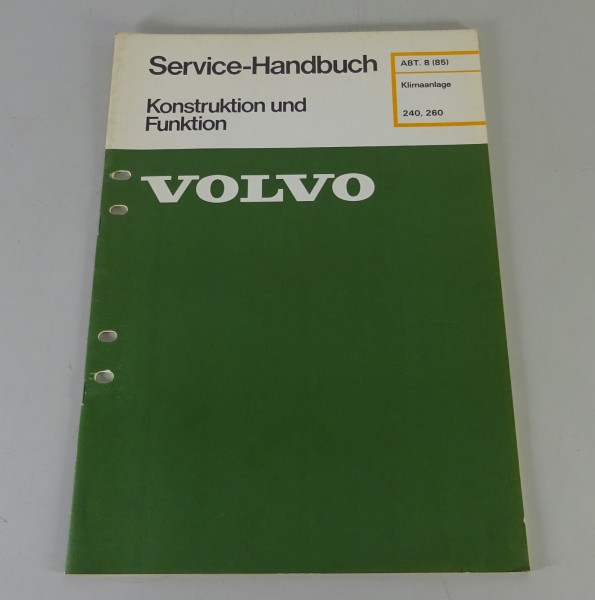 Service-Handbuch
Konstruktion und
Funktion
ABT. 8 (85)
Klimaanlage
240, 260
VOLVO